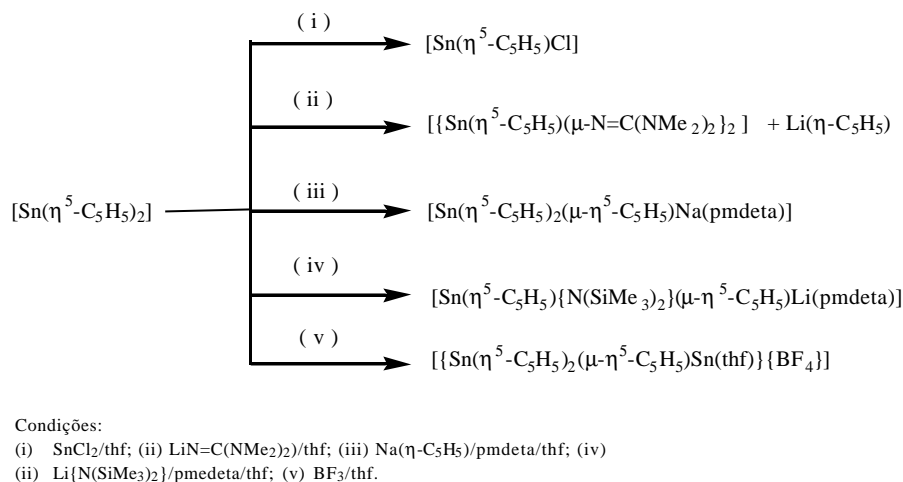 ( i )
[Sn(η⁵-C₅H₅)Cl]
( ii )
[{Sn(η⁵-C₅H₅)(μ-N=C(NMe₂)₂}₂ ] + Li(η-C₅H₅)
( iii )
[Sn(η⁵-C₅H₅)₂]
[Sn(η⁵-C₅H₅)₂(μ-η⁵-C₅H₅)Na(pmdeta)]
( iv )
[Sn(η⁵-C₅H₅){N(SiMe₃)₂}(μ-η⁵-C₅H₅)Li(pmdeta)]
( v )
[{Sn(η⁵-C₅H₅)₂(μ-η⁵-C₅H₅)Sn(thf)}{BF₄}]
Condições:
(i) SnCl₂/thf; (ii) LiN=C(NMe₂)₂)/thf; (iii) Na(η-C₅H₅)/pmdeta/thf; (iv)
(ii) Li{N(SiMe₃)₂}/pmedeta/thf; (v) BF₃/thf.